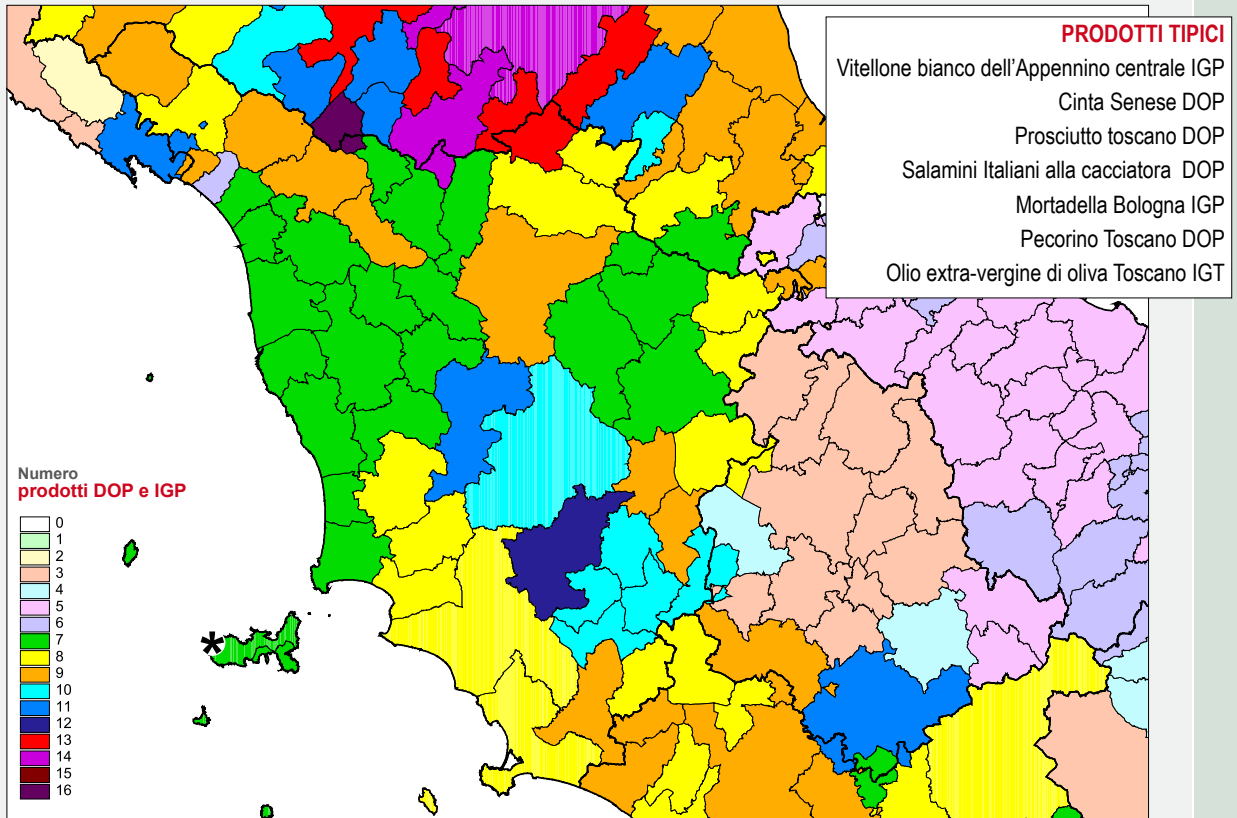 PRODOTTI TIPICI
Vitellone bianco dell'Appennino centrale IGP
Cinta Senese DOP
Prosciutto toscano DOP
Salamini Italiani alla cacciatora DOP
Mortadella Bologna IGP
Pecorino Toscano DOP
Olio extra-vergine di oliva Toscano IGT
Numero
prodotti DOP e IGP
0
1
2
3
4
5
6
7
8
9
10
11
12
13
14
15
16
*